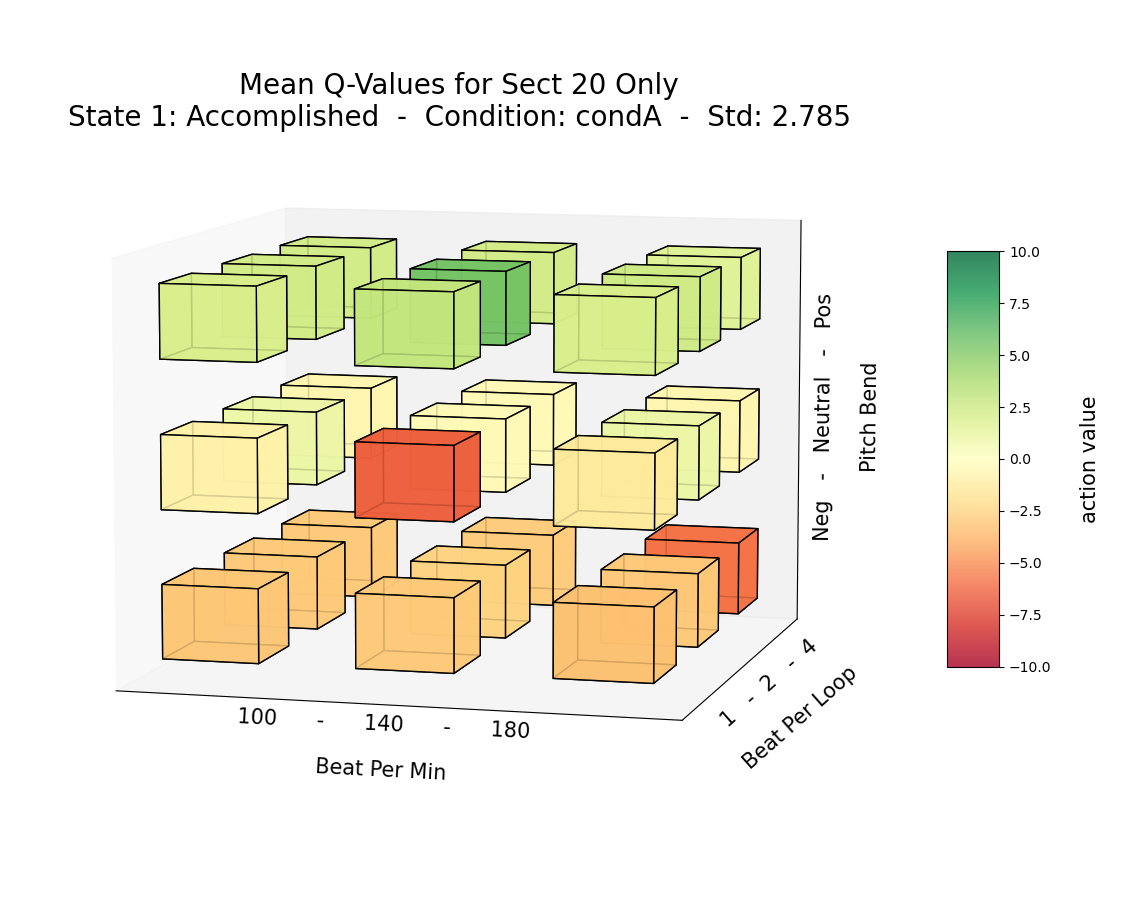 Mean Q-Values for Sect 20 Only
State 1: Accomplished  -  Condition: condA  -  Std: 2.785
Neg  -  Neutral  -  Pos
Pitch Bend
100  -  140  -  180
Beat Per Min
1 - 2 - 4
Beat Per Loop
10.0
7.5
5.0
2.5
0.0
−2.5
−5.0
−7.5
−10.0
action value